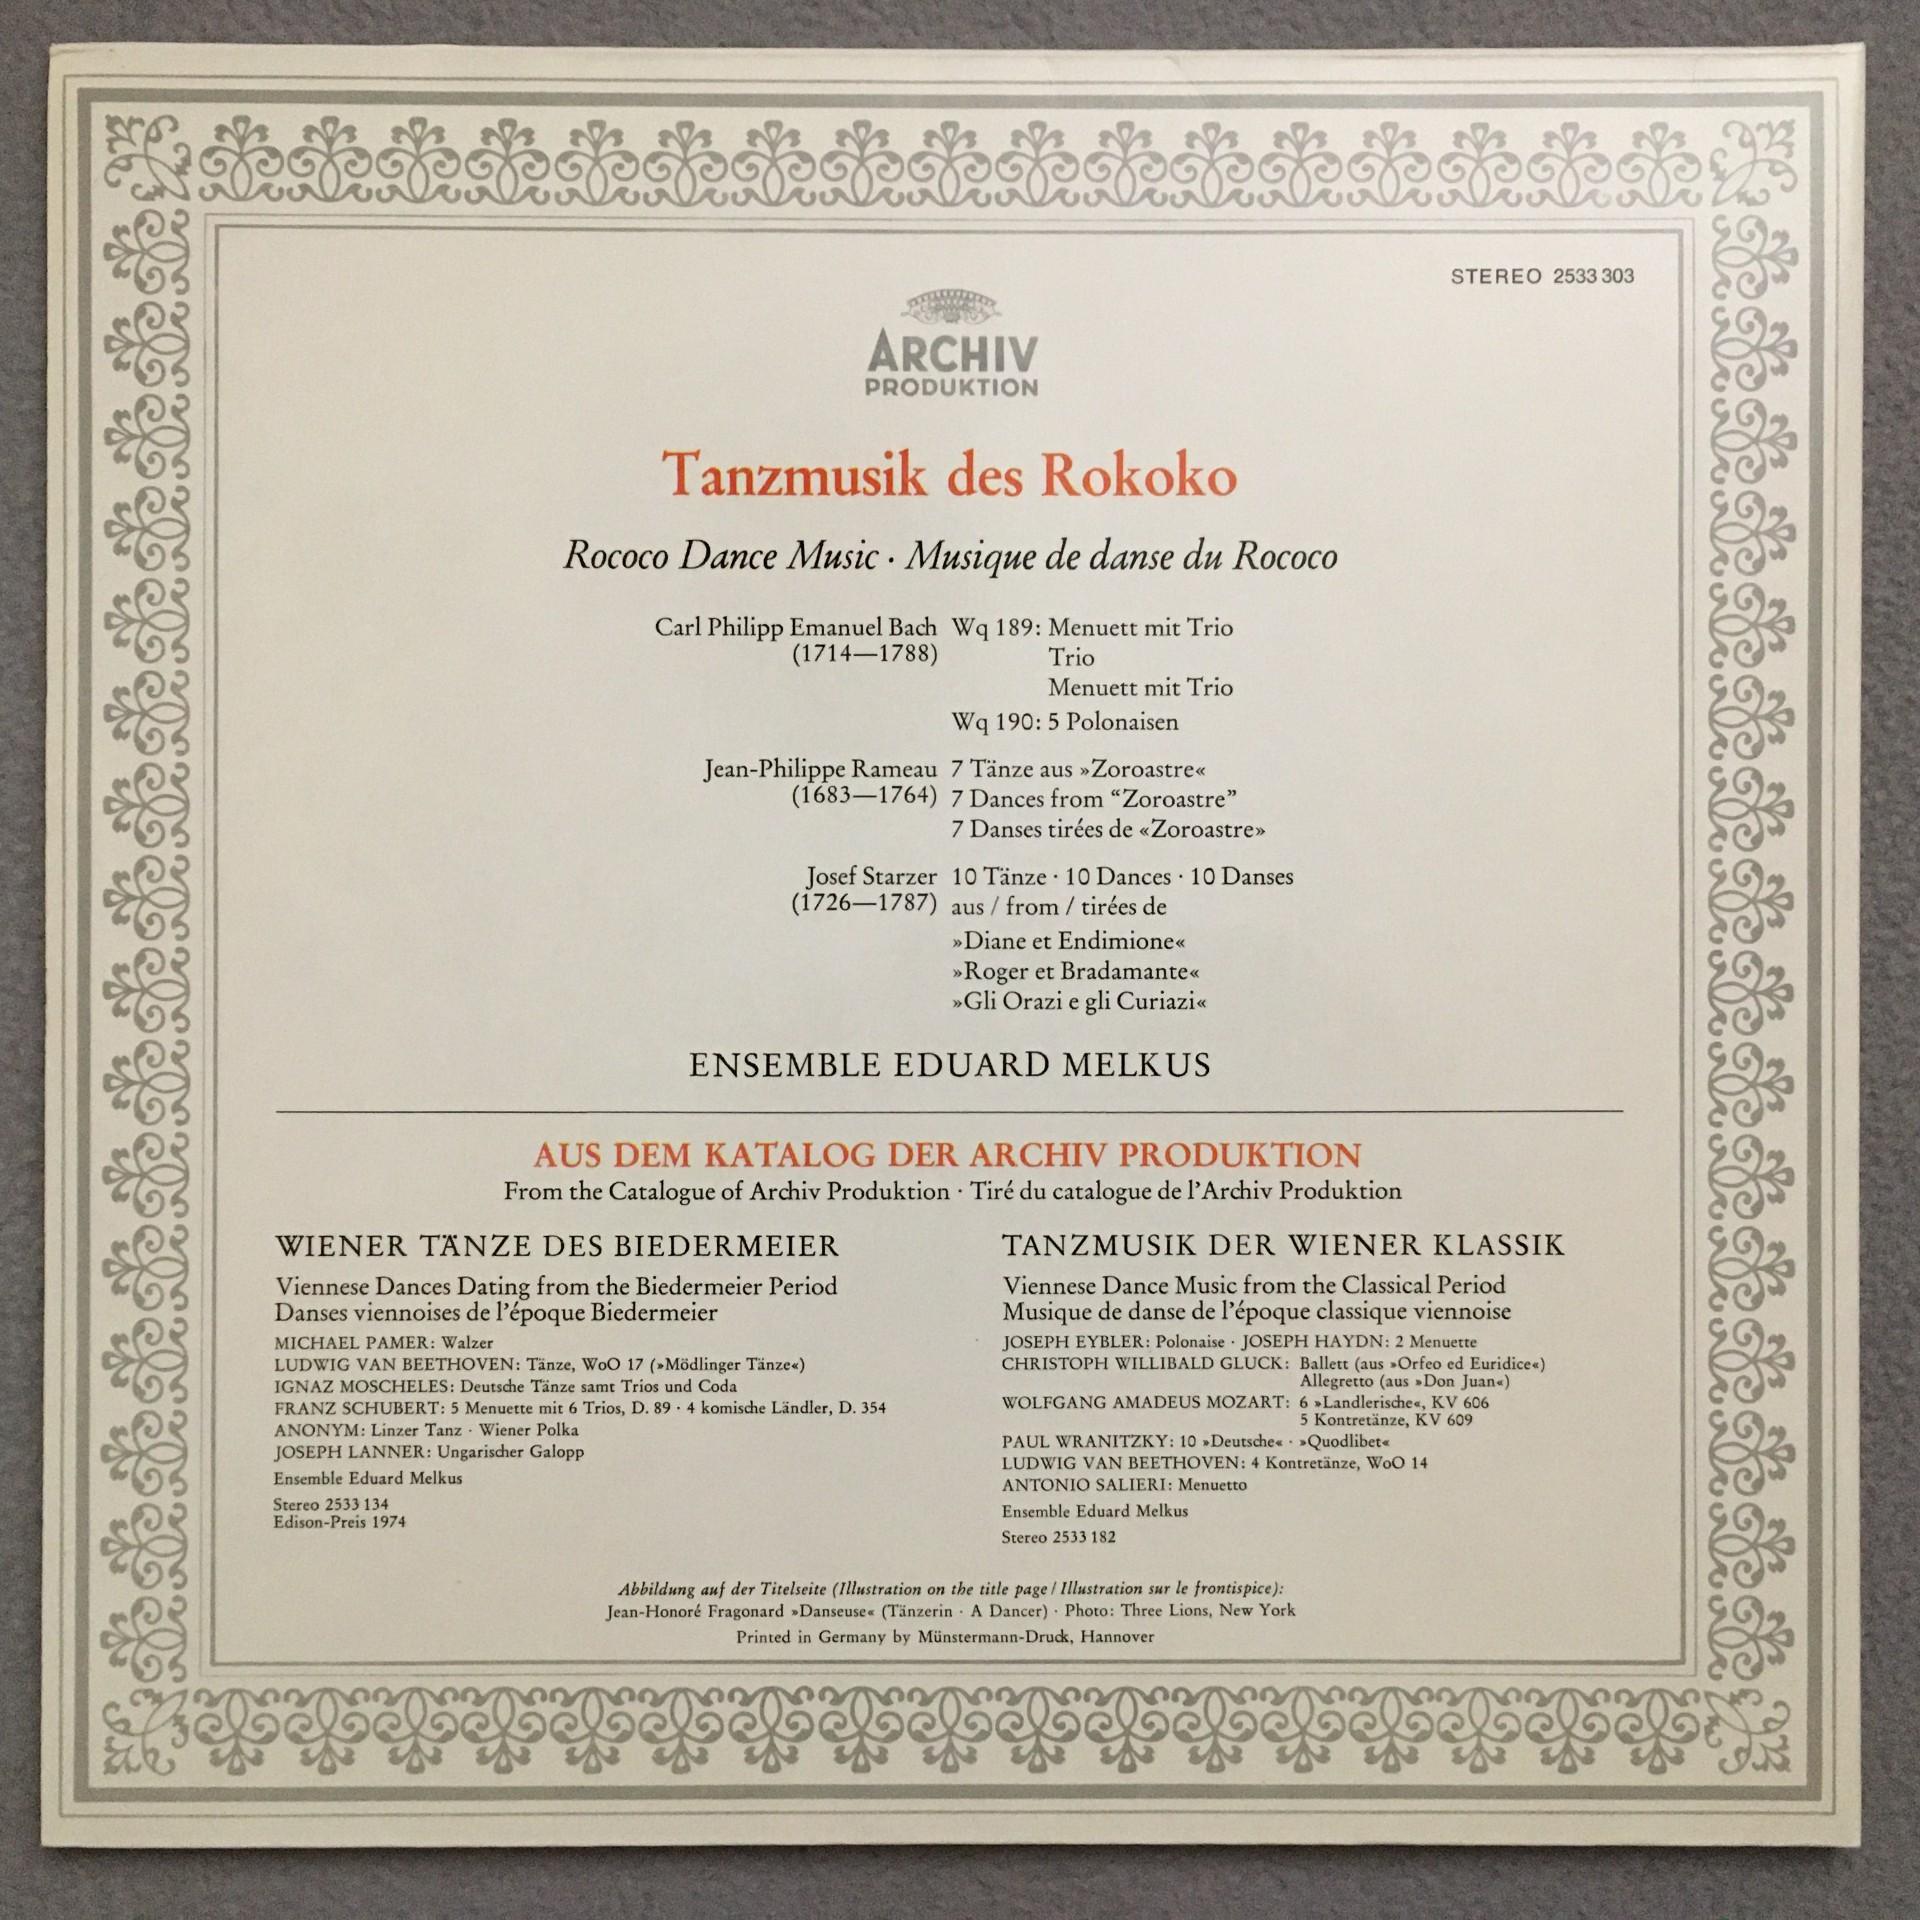 STEREO 2533 303
ARCHIV
PRODUKTION
Tanzmusik des Rokoko
Rococo Dance Music · Musique de danse du Rococo
Carl Philipp Emanuel Bach Wq 189: Menuett mit Trio
(1714—1788) Trio
Menuett mit Trio
Wq 190: 5 Polonaisen
Jean-Philippe Rameau 7 Tänze aus »Zoroastre«
(1683—1764) 7 Dances from “Zoroastre”
7 Danses tirées de «Zoroastre»
Josef Starzer 10 Tänze · 10 Dances · 10 Danses
(1726—1787) aus / from / tirées de
»Diane et Endimione«
»Roger et Bradamante«
»Gli Orazi e gli Curiazi«
ENSEMBLE EDUARD MELKUS
AUS DEM KATALOG DER ARCHIV PRODUKTION
From the Catalogue of Archiv Produktion · Tiré du catalogue de l’Archiv Produktion
WIENER TÄNZE DES BIEDERMEIER
Viennese Dances Dating from the Biedermeier Period
Danses viennoises de l’époque Biedermeier
MICHAEL PAMER: Walzer
LUDWIG VAN BEETHOVEN: Tänze, WoO 17 (»Mödlinger Tänze«)
IGNAZ MOSCHELES: Deutsche Tänze samt Trios und Coda
FRANZ SCHUBERT: 5 Menuette mit 6 Trios, D. 89 · 4 komische Ländler, D. 354
ANONYM: Linzer Tanz · Wiener Polka
JOSEPH LANNER: Ungarischer Galopp
Ensemble Eduard Melkus
Stereo 2533 134
Edison-Preis 1974
TANZMUSIK DER WIENER KLASSIK
Viennese Dance Music from the Classical Period
Musique de danse de l’époque classique viennoise
JOSEPH EYBLER: Polonaise · JOSEPH HAYDN: 2 Menuette
CHRISTOPH WILLIBALD GLUCK: Ballett (aus »Orfeo ed Euridice«)
Allegretto (aus »Don Juan«)
WOLFGANG AMADEUS MOZART: 6 »Landlerische«, KV 606
5 Kontretänze, KV 609
PAUL WRANITZKY: 10 »Deutsche« · »Quodlibet«
LUDWIG VAN BEETHOVEN: 4 Kontretänze, WoO 14
ANTONIO SALIERI: Menuetto
Ensemble Eduard Melkus
Stereo 2533 182
Abbildung auf der Titelseite (Illustration on the title page / Illustration sur le frontispice):
Jean-Honoré Fragonard »Danseuse« (Tänzerin · A Dancer) · Photo: Three Lions, New York
Printed in Germany by Münstermann-Druck, Hannover